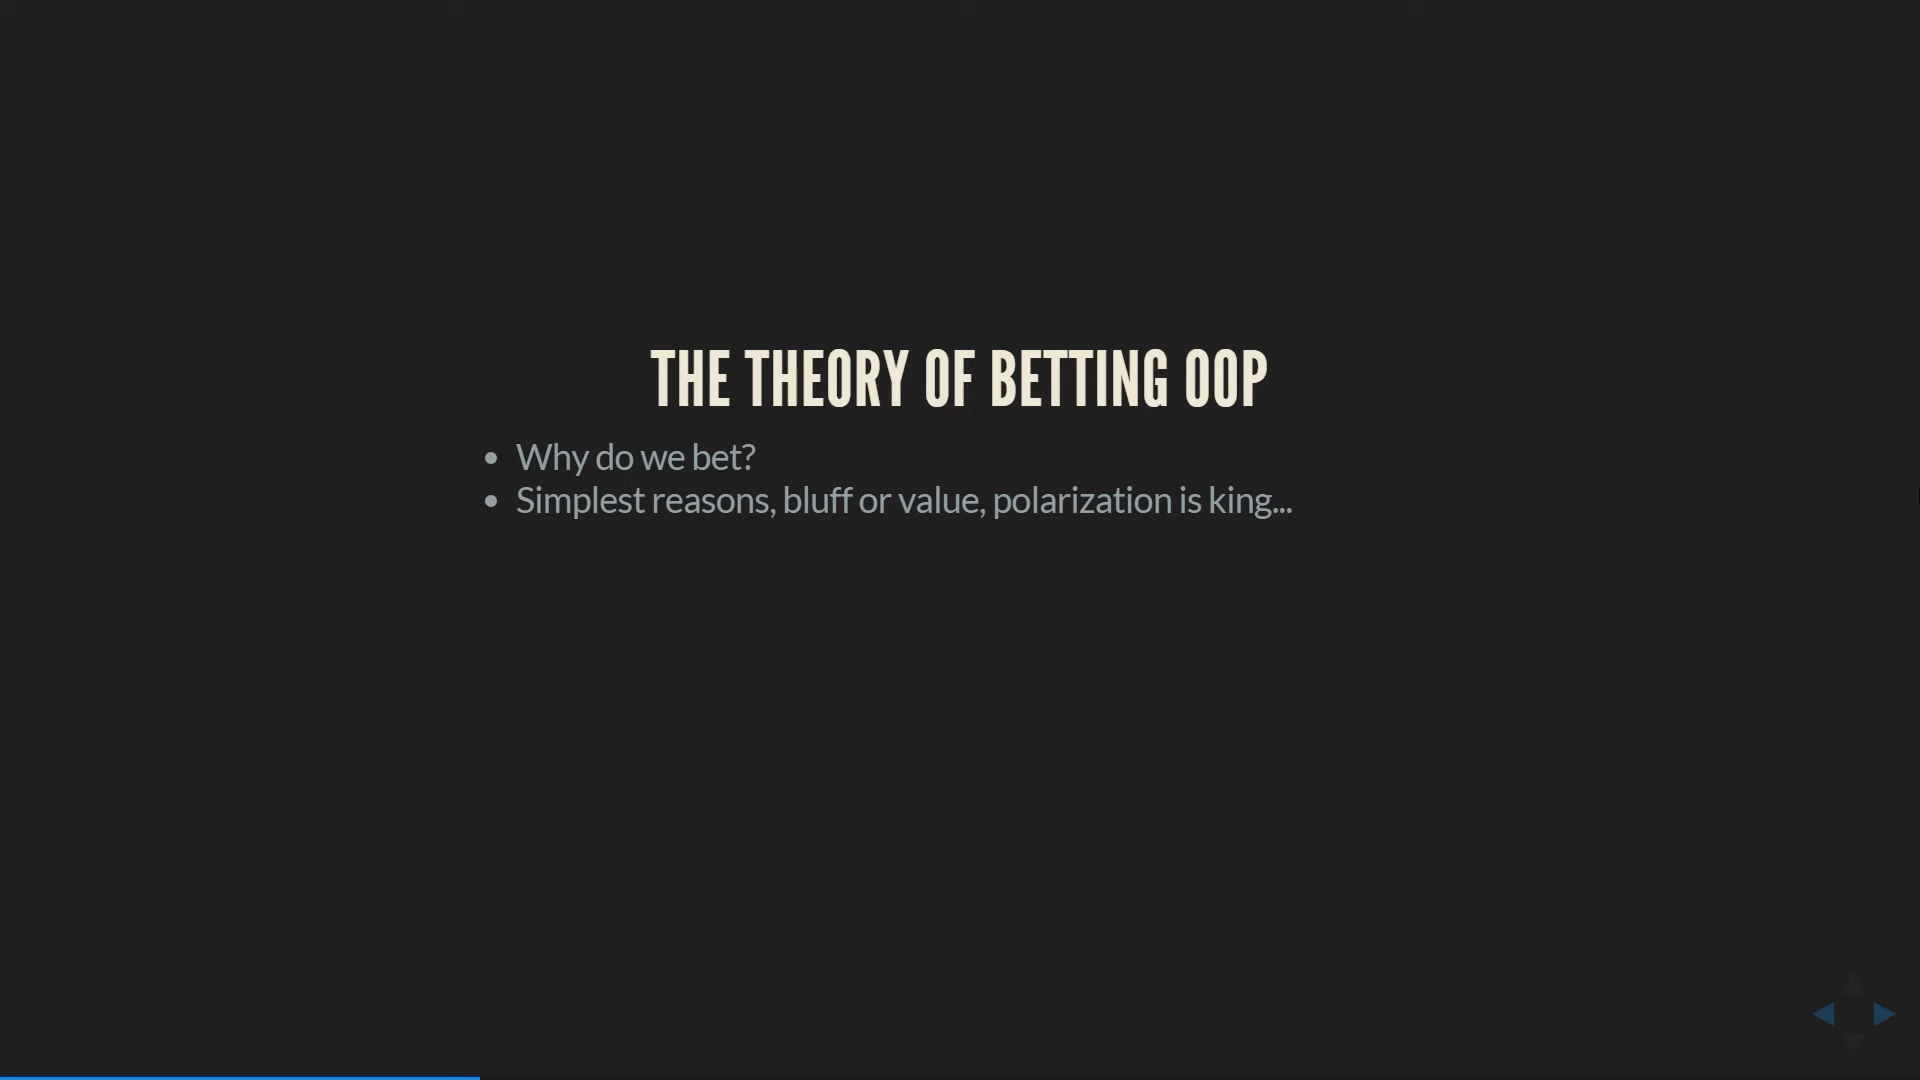 THE THEORY OF BETTING OOP
Why do we bet?
Simplest reasons, bluff or value, polarization is king...